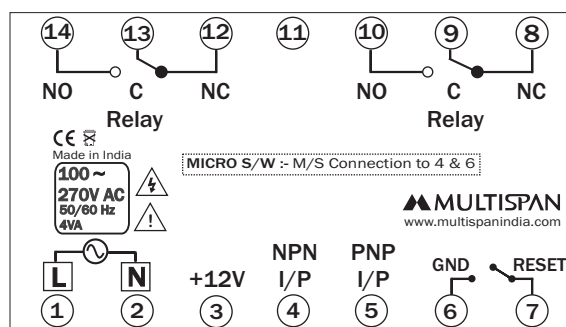 14 13 12 11 10 9 8
NO C NC NO C NC
Relay Relay
CE
Made in India
100 ~
270V AC
50/60 Hz
4VA
MICRO S/W :- M/S Connection to 4 & 6
MULTISPAN
www.multispanindia.com
L N +12V NPN I/P PNP I/P GND RESET
1 2 3 4 5 6 7